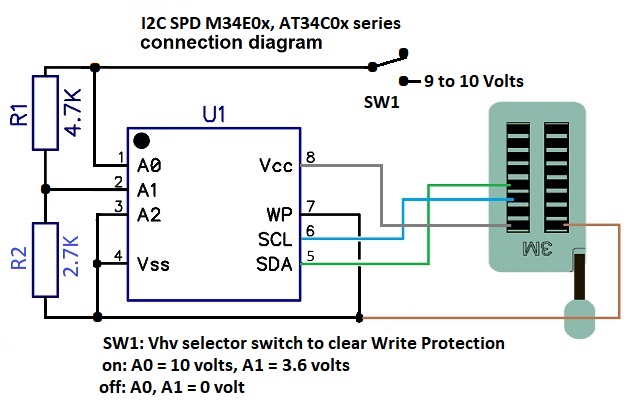 I2C SPD M34E0x, AT34C0x series
connection diagram
9 to 10 Volts
SW1
R1
4.7K
U1
1 A0
2 A1
3 A2
4 Vss
Vcc 8
WP 7
SCL 6
SDA 5
R2
2.7K
3M
SW1: Vhv selector switch to clear Write Protection
on: A0 = 10 volts, A1 = 3.6 volts
off: A0, A1 = 0 volt